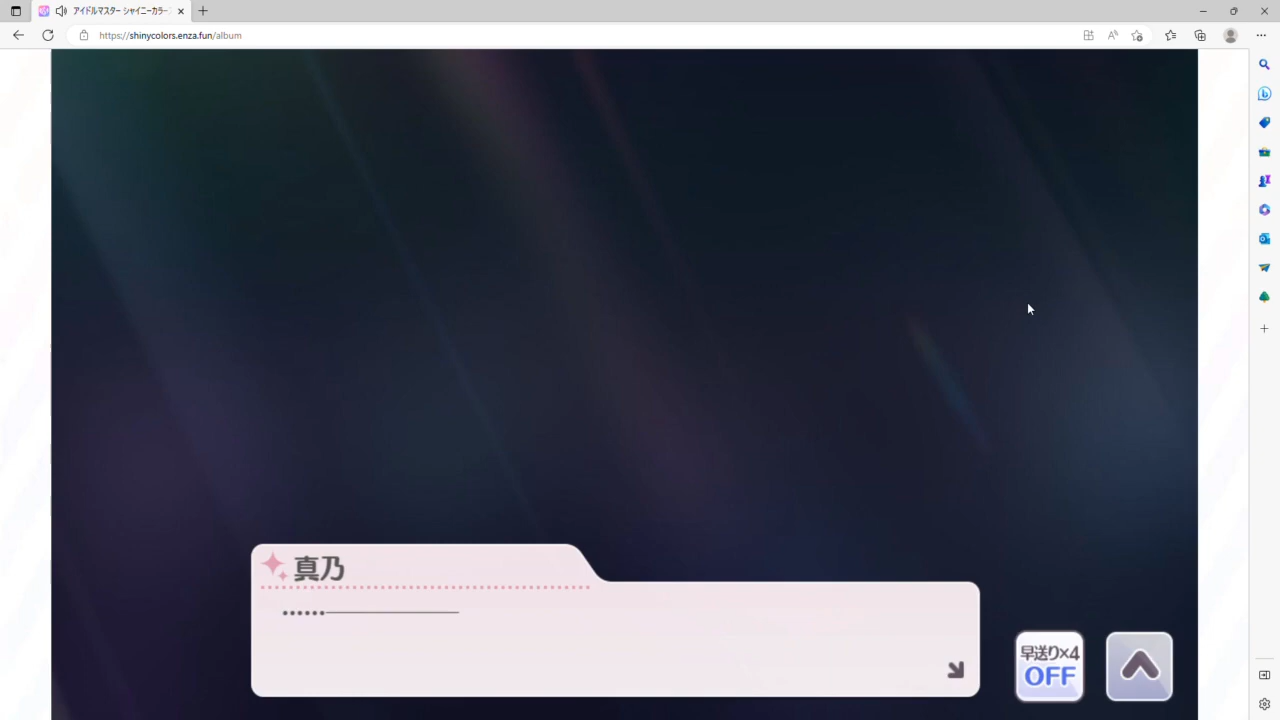 アイドルマスター シャイニーカラー
https://shinycolors.enza.fun/album
真乃
••••••――――――
早送り×4
OFF